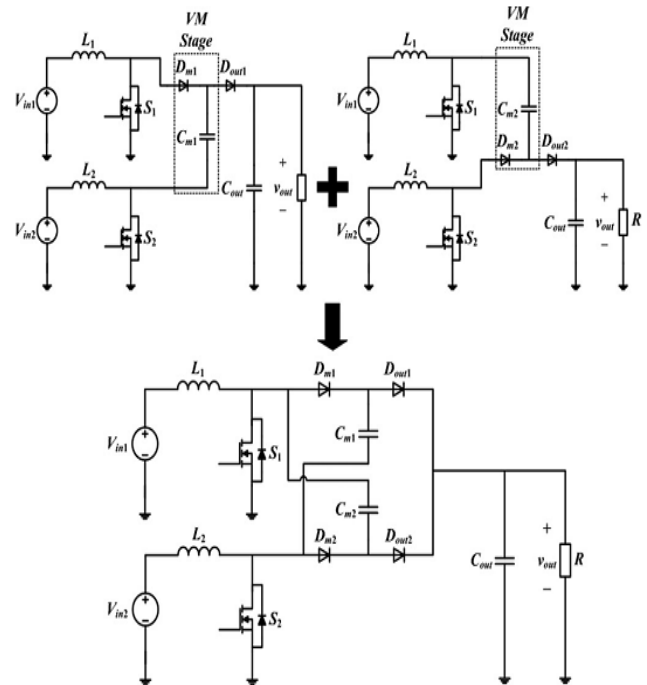 VM
Stage
L1
Dm1
Dout1
Vin1
S1
Cm1
L2
Cout
+
vout
−
Vin2
S2
VM
Stage
L1
Vin1
S1
Cm2
Dm2
Dout2
L2
Vin2
S2
Cout
+
vout
−
R
L1
Dm1
Dout1
Vin1
S1
Cm1
Cm2
L2
Dm2
Dout2
Vin2
S2
Cout
+
vout
−
R